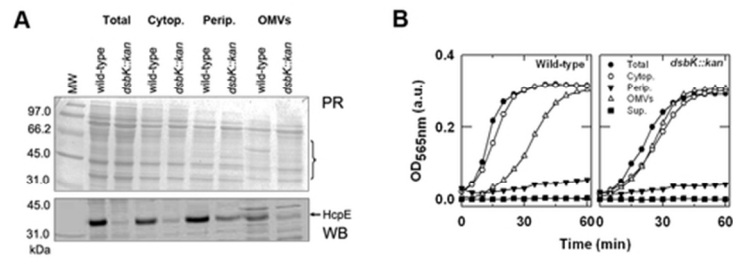 A
Total Cytop. Perip. OMVs
MW wild-type dsbK::kan wild-type dsbK::kan wild-type dsbK::kan wild-type dsbK::kan
PR
97.0
66.2
45.0
31.0
45.0
HcpE
31.0
WB
kDa
B
OD565nm (a.u.)
0.4
0.2
0.0
Wild-type
dsbK::kan
Total
Cytop.
Perip.
OMVs
Sup.
0 30 60 0 30 60
Time (min)